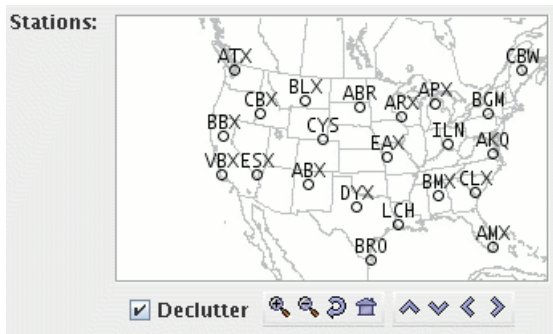 Stations:
ATX
CBW
BLX
ABR
APX
CBX
ARX
BGM
BBX
CYS
ILN
EAX
AKQ
VBX
ESX
ABX
BMX
CLX
DYX
LCH
AMX
BRO
Declutter